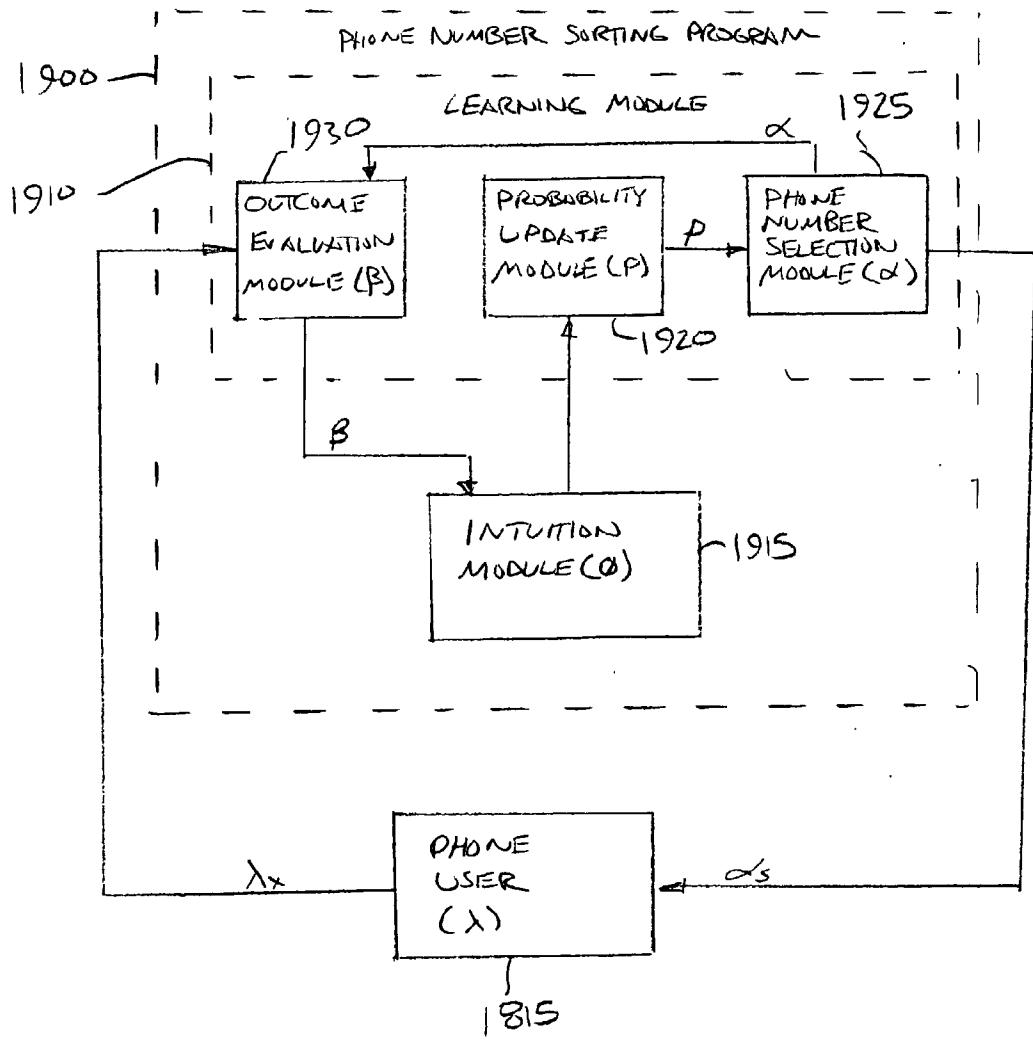 PHONE NUMBER SORTING PROGRAM
1900
LEARNING MODULE
1930
α
1925
1910
OUTCOME
EVALUATION
MODULE (β)
PROBABILITY
UPDATE
MODULE (P)
P
PHONE
NUMBER
SELECTION
MODULE (α)
1920
β
INTUITION
MODULE (Ø)
1915
λx
PHONE
USER
(λ)
αs
1815